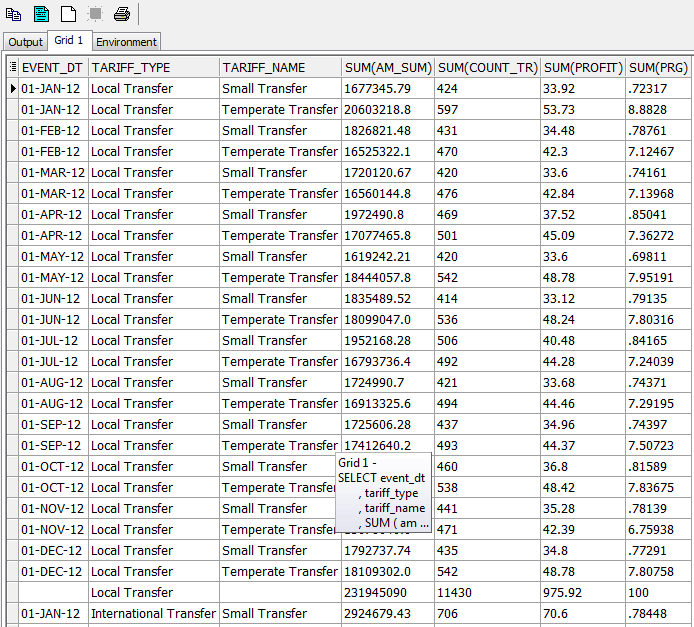 Output Grid 1 Environment
EVENT_DT TARIFF_TYPE TARIFF_NAME SUM(AM_SUM) SUM(COUNT_TR) SUM(PROFIT) SUM(PRG)
01-JAN-12 Local Transfer Small Transfer 1677345.79 424 33.92 .72317
01-JAN-12 Local Transfer Temperate Transfer 20603218.8 597 53.73 8.8828
01-FEB-12 Local Transfer Small Transfer 1826821.48 431 34.48 .78761
01-FEB-12 Local Transfer Temperate Transfer 16525322.1 470 42.3 7.12467
01-MAR-12 Local Transfer Small Transfer 1720120.67 420 33.6 .74161
01-MAR-12 Local Transfer Temperate Transfer 16560144.8 476 42.84 7.13968
01-APR-12 Local Transfer Small Transfer 1972490.8 469 37.52 .85041
01-APR-12 Local Transfer Temperate Transfer 17077465.8 501 45.09 7.36272
01-MAY-12 Local Transfer Small Transfer 1619242.21 420 33.6 .69811
01-MAY-12 Local Transfer Temperate Transfer 18444057.8 542 48.78 7.95191
01-JUN-12 Local Transfer Small Transfer 1835489.52 414 33.12 .79135
01-JUN-12 Local Transfer Temperate Transfer 18099047.0 536 48.24 7.80316
01-JUL-12 Local Transfer Small Transfer 1952168.28 506 40.48 .84165
01-JUL-12 Local Transfer Temperate Transfer 16793736.4 492 44.28 7.24039
01-AUG-12 Local Transfer Small Transfer 1724990.7 421 33.68 .74371
01-AUG-12 Local Transfer Temperate Transfer 16913325.6 494 44.46 7.29195
01-SEP-12 Local Transfer Small Transfer 1725606.28 437 34.96 .74397
01-SEP-12 Local Transfer Temperate Transfer 17412640.2 493 44.37 7.50723
01-OCT-12 Local Transfer Small Transfer 460 36.8 .81589
01-OCT-12 Local Transfer Temperate Transfer 538 48.42 7.83675
01-NOV-12 Local Transfer Small Transfer 441 35.28 .78139
01-NOV-12 Local Transfer Temperate Transfer 471 42.39 6.75938
Grid 1 -
SELECT event_dt
, tariff_type
, tariff_name
, SUM ( am ...
01-DEC-12 Local Transfer Small Transfer 1792737.74 435 34.8 .77291
01-DEC-12 Local Transfer Temperate Transfer 18109302.0 542 48.78 7.80758
Local Transfer 231945090 11430 975.92 100
01-JAN-12 International Transfer Small Transfer 2924679.43 706 70.6 .78448